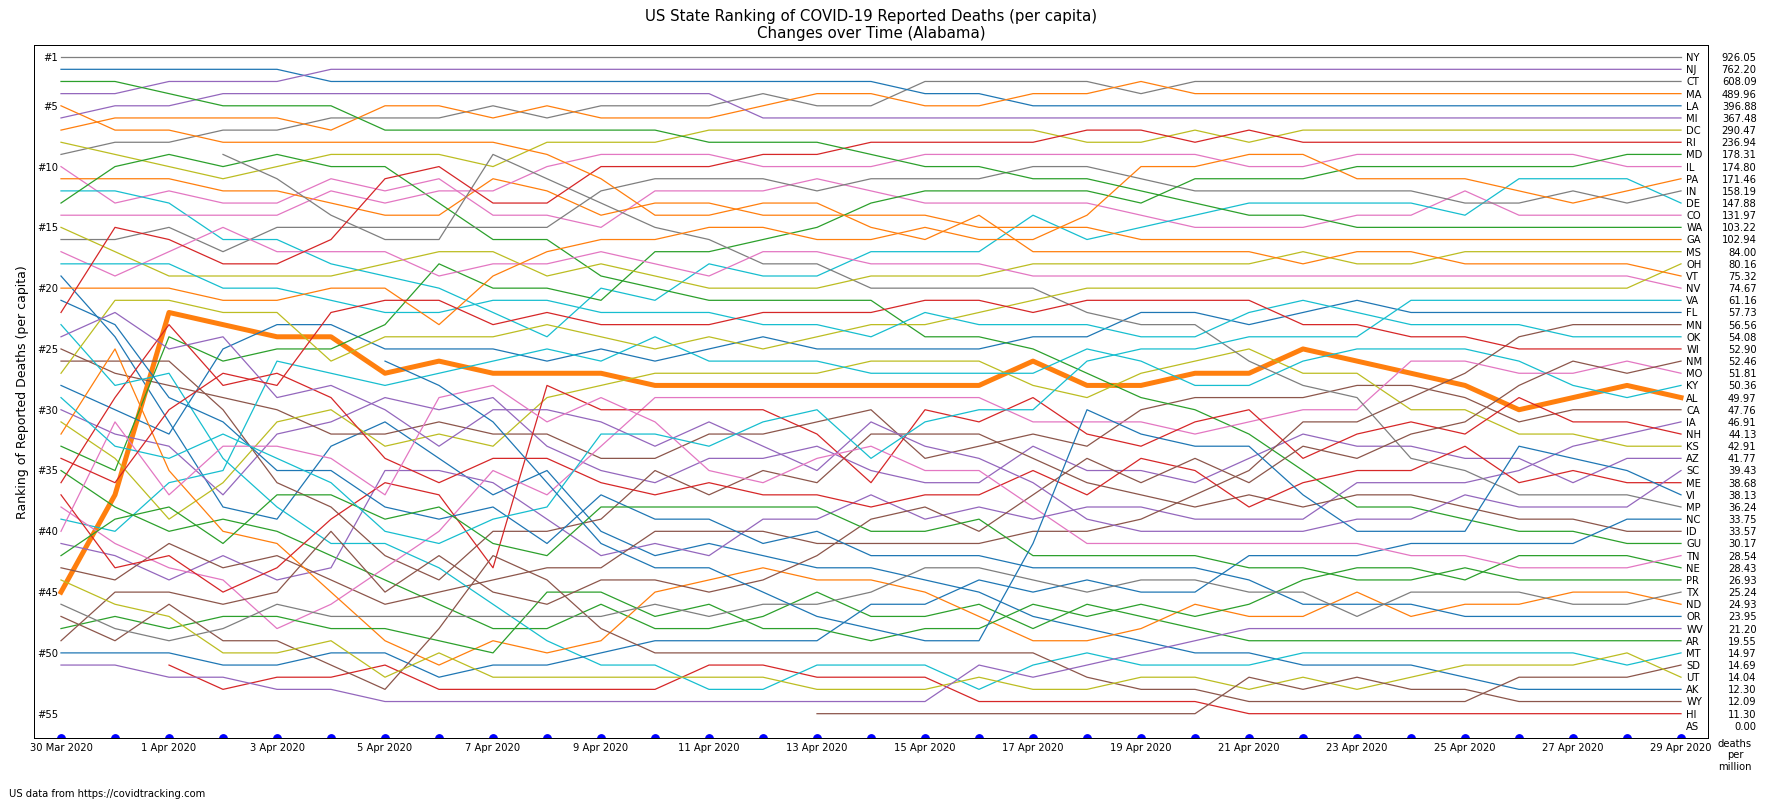 US State Ranking of COVID-19 Reported Deaths (per capita)
Changes over Time (Alabama)
Ranking of Reported Deaths (per capita)
#1
#5
#10
#15
#20
#25
#30
#35
#40
#45
#50
#55
NY 926.05
NJ 762.20
CT 608.09
MA 489.96
LA 396.88
MI 367.48
DC 290.47
RI 236.94
MD 178.31
IL 174.80
PA 171.46
IN 158.19
DE 147.88
CO 131.97
WA 103.22
GA 102.94
MS 84.00
OH 80.16
VT 75.32
NV 74.67
VA 61.16
FL 57.73
MN 56.56
OK 54.08
WI 52.90
NM 52.46
MO 51.81
KY 50.36
AL 49.97
CA 47.76
IA 46.91
NH 44.13
KS 42.91
AZ 41.77
SC 39.43
ME 38.68
VI 38.13
MP 36.24
NC 33.75
ID 33.57
GU 30.17
TN 28.54
NE 28.43
PR 26.93
TX 25.24
ND 24.93
OR 23.95
WV 21.20
AR 19.55
MT 14.97
SD 14.69
UT 14.04
AK 12.30
WY 12.09
HI 11.30
AS 0.00
30 Mar 2020 1 Apr 2020 3 Apr 2020 5 Apr 2020 7 Apr 2020 9 Apr 2020 11 Apr 2020 13 Apr 2020 15 Apr 2020 17 Apr 2020 19 Apr 2020 21 Apr 2020 23 Apr 2020 25 Apr 2020 27 Apr 2020 29 Apr 2020
deaths
per
million
US data from https://covidtracking.com